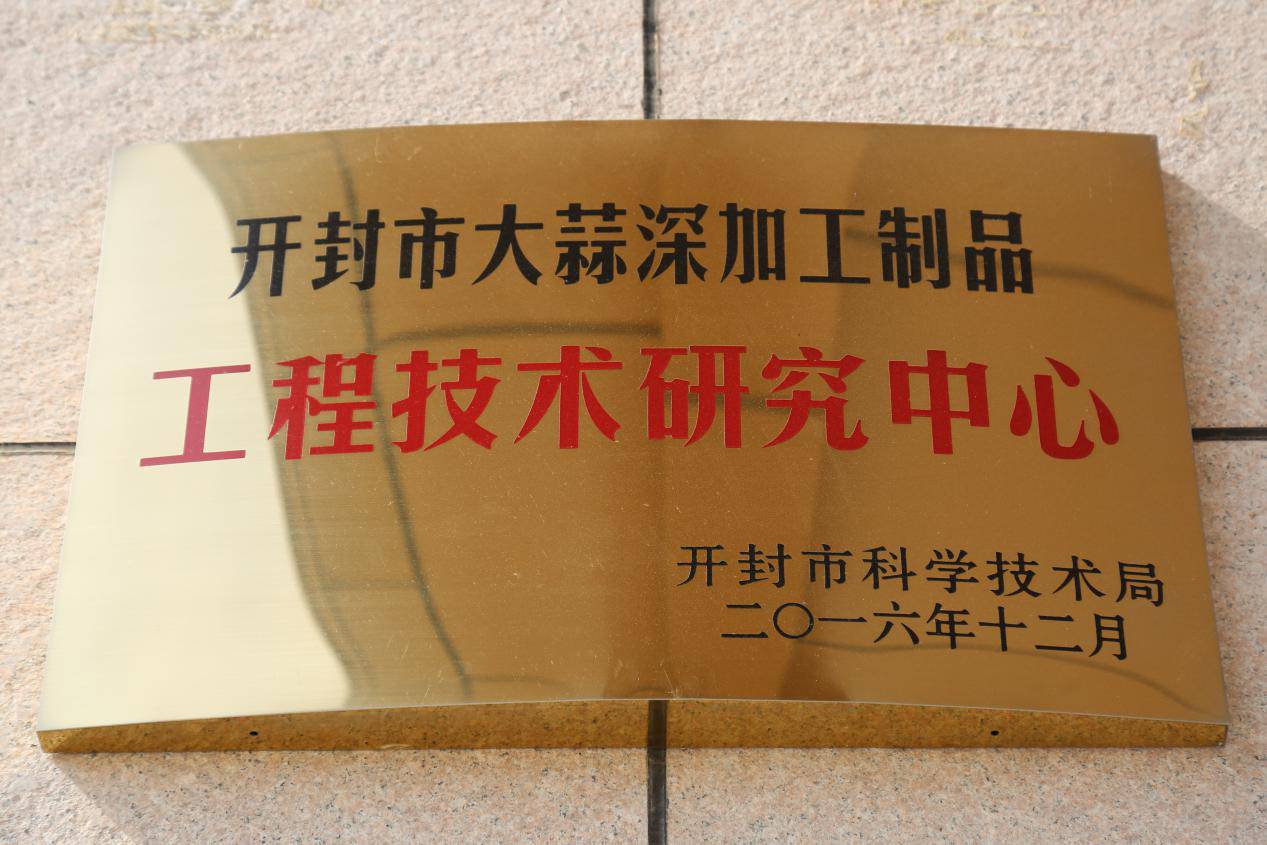 开封市大蒜深加工制品
工程技术研究中心
开封市科学技术局
二〇一六年十二月